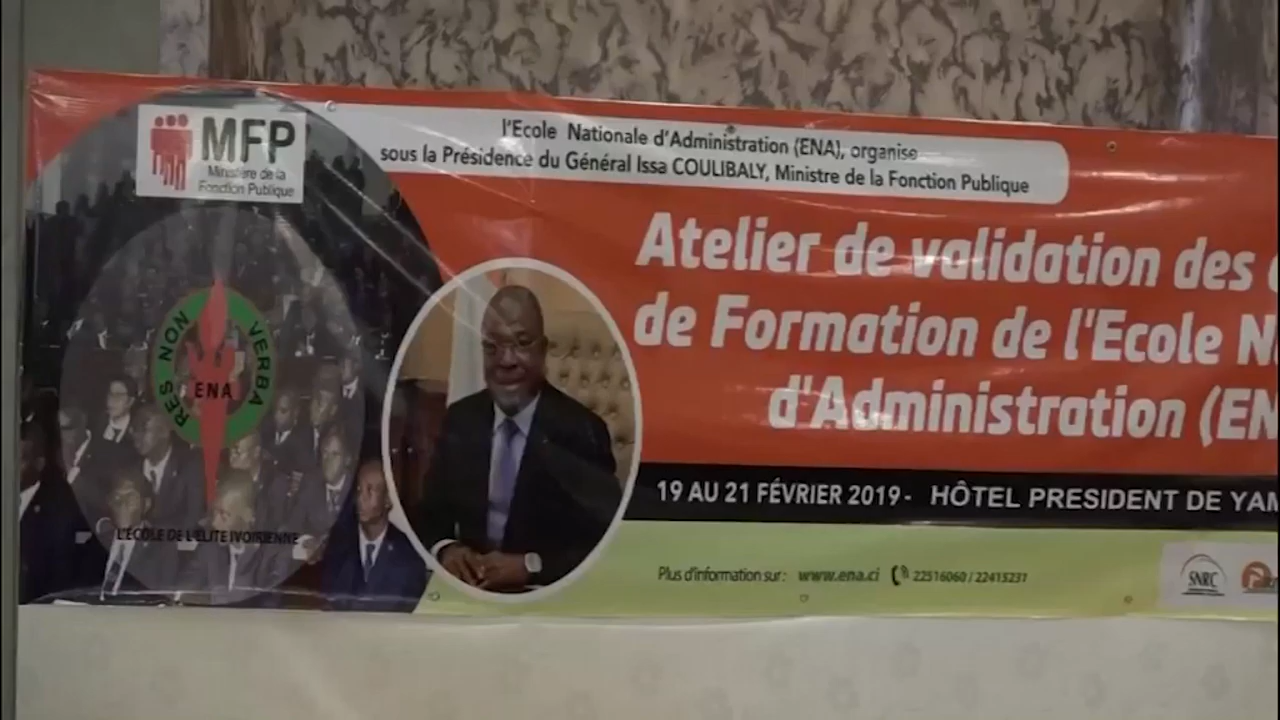 MFP
Ministère de la
Fonction Publique
l'Ecole Nationale d'Administration (ENA), organise
sous la Présidence du Général Issa COULIBALY, Ministre de la Fonction Publique
Atelier de validation des
de Formation de l'Ecole N
d'Administration (EN
RES NON VERBA
ENA
L'ÉCOLE DE L'ELITE IVOIRIENNE
19 AU 21 FÉVRIER 2019 - HÔTEL PRESIDENT DE YAM
Plus d'information sur : www.ena.ci 22516060 / 22415237
SNRC